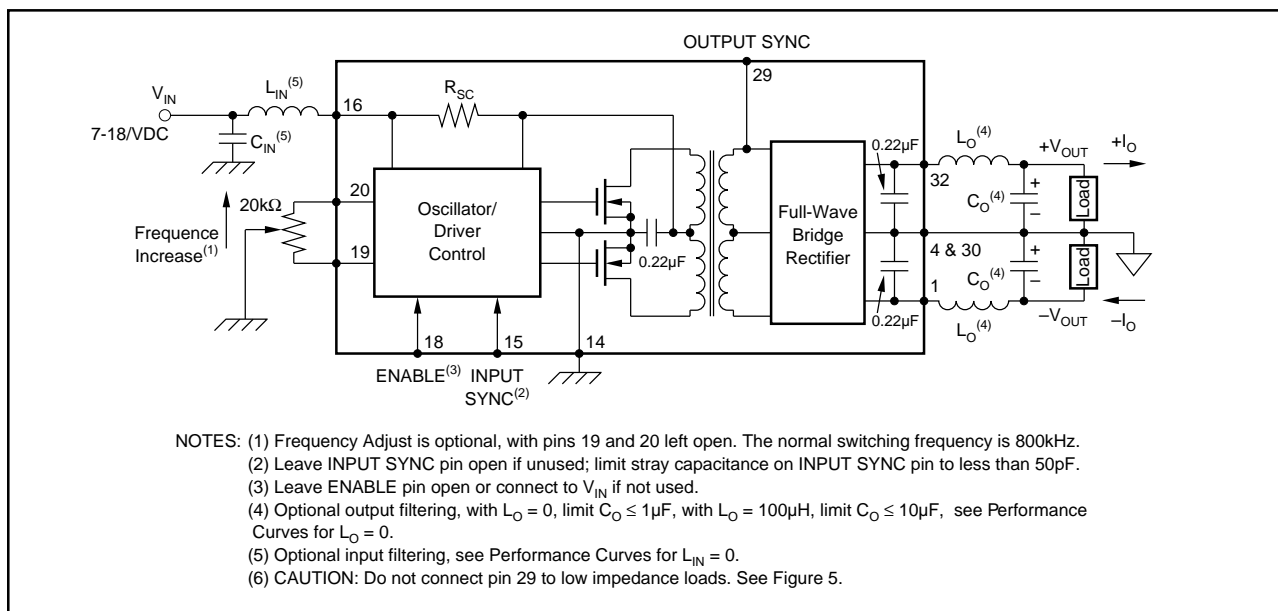 OUTPUT SYNC
29
L_IN^(5)
V_IN
16
R_SC
7-18/VDC
C_IN^(5)
0.22µF
L_O^(4)
+V_OUT
+I_O
32
C_O^(4)
+
–
Load
20
20kΩ
Frequence
Increase^(1)
19
Oscillator/
Driver
Control
0.22µF
Full-Wave
Bridge
Rectifier
4 & 30
C_O^(4)
+
–
Load
1
0.22µF
L_O^(4)
–V_OUT
–I_O
18
15
14
ENABLE^(3)
INPUT
SYNC^(2)
NOTES: (1) Frequency Adjust is optional, with pins 19 and 20 left open. The normal switching frequency is 800kHz.
(2) Leave INPUT SYNC pin open if unused; limit stray capacitance on INPUT SYNC pin to less than 50pF.
(3) Leave ENABLE pin open or connect to V_IN if not used.
(4) Optional output filtering, with L_O = 0, limit C_O ≤ 1µF, with L_O = 100µH, limit C_O ≤ 10µF, see Performance
Curves for L_O = 0.
(5) Optional input filtering, see Performance Curves for L_IN = 0.
(6) CAUTION: Do not connect pin 29 to low impedance loads. See Figure 5.